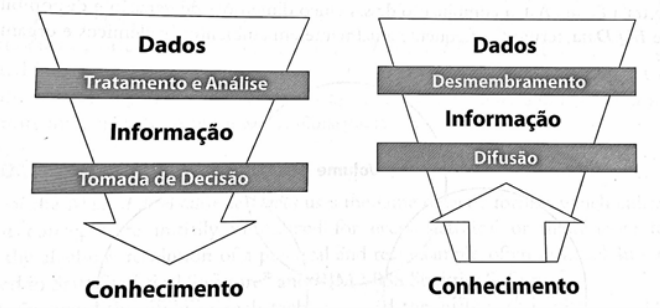 Dados
Tratamento e Análise
Informação
Tomada de Decisão
Conhecimento
Dados
Desmembramento
Informação
Difusão
Conhecimento